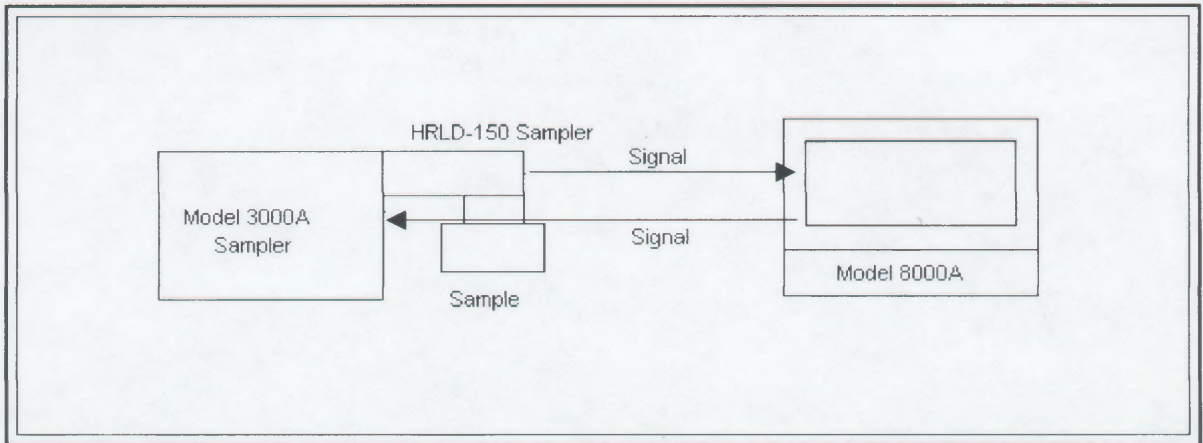 HRLD-150 Sampler
Signal
Model 3000A
Sampler
Signal
Model 8000A
Sample